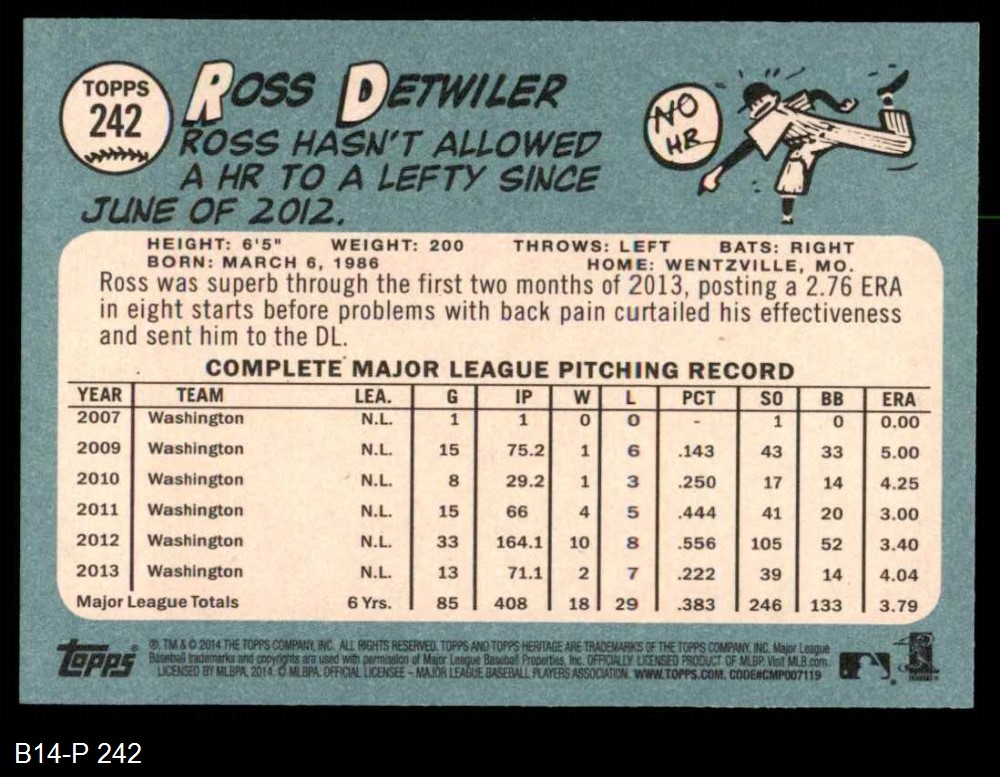 TOPPS
242
ROSS DETWILER
ROSS HASN'T ALLOWED
A HR TO A LEFTY SINCE
JUNE OF 2012.
NO
HR
HEIGHT: 6'5" WEIGHT: 200 THROWS: LEFT BATS: RIGHT
BORN: MARCH 6, 1986 HOME: WENTZVILLE, MO.
Ross was superb through the first two months of 2013, posting a 2.76 ERA
in eight starts before problems with back pain curtailed his effectiveness
and sent him to the DL.
COMPLETE MAJOR LEAGUE PITCHING RECORD
YEAR TEAM LEA. G IP W L PCT SO BB ERA
2007 Washington N.L. 1 1 0 0 - 1 0 0.00
2009 Washington N.L. 15 75.2 1 6 .143 43 33 5.00
2010 Washington N.L. 8 29.2 1 3 .250 17 14 4.25
2011 Washington N.L. 15 66 4 5 .444 41 20 3.00
2012 Washington N.L. 33 164.1 10 8 .556 105 52 3.40
2013 Washington N.L. 13 71.1 2 7 .222 39 14 4.04
Major League Totals 6 Yrs. 85 408 18 29 .383 246 133 3.79
topps
®, TM & © 2014 THE TOPPS COMPANY, INC. ALL RIGHTS RESERVED. TOPPS AND TOPPS HERITAGE ARE TRADEMARKS OF THE TOPPS COMPANY, INC. Major League
Baseball trademarks and copyrights are used with permission of Major League Baseball Properties, Inc. OFFICIALLY LICENSED PRODUCT OF MLBP. Visit MLB.com.
LICENSED BY MLBPA, 2014. © MLBPA. OFFICIAL LICENSEE – MAJOR LEAGUE BASEBALL PLAYERS ASSOCIATION. WWW.TOPPS.COM. CODE#CMP007119
B14-P 242